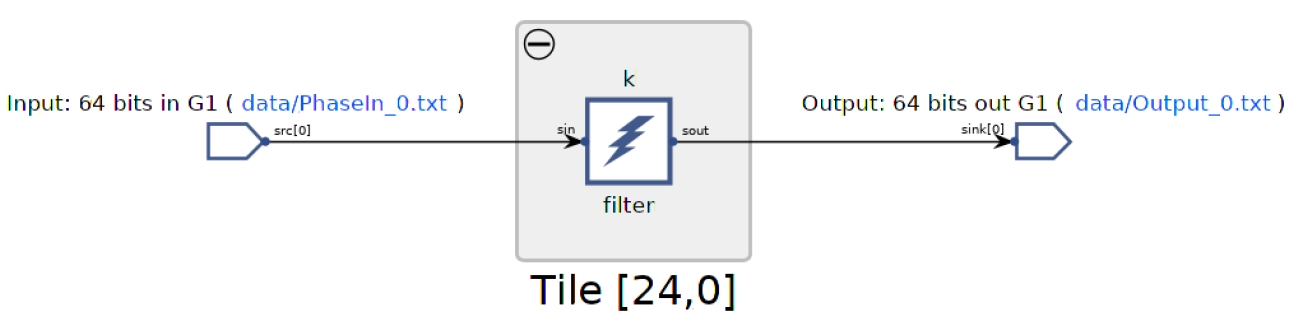 k
Input: 64 bits in G1 ( data/PhaseIn_0.txt )
Output: 64 bits out G1 ( data/Output_0.txt )
src[0]
sin
sout
sink[0]
filter
Tile [24,0]